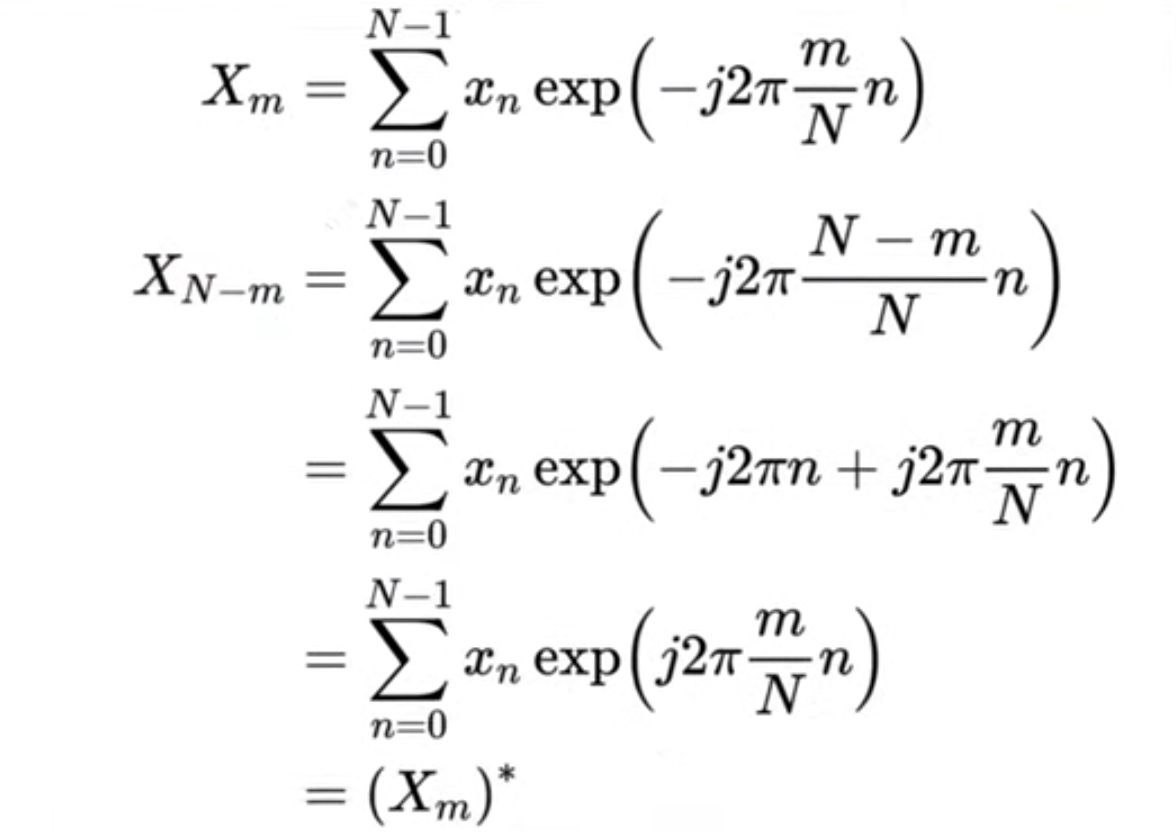 $X_m = \sum_{n=0}^{N-1} x_n \exp\left(-j2\pi\frac{m}{N}n\right)$
$X_{N-m} = \sum_{n=0}^{N-1} x_n \exp\left(-j2\pi\frac{N-m}{N}n\right)$
$= \sum_{n=0}^{N-1} x_n \exp\left(-j2\pi n + j2\pi\frac{m}{N}n\right)$
$= \sum_{n=0}^{N-1} x_n \exp\left(j2\pi\frac{m}{N}n\right)$
$= (X_m)^*$